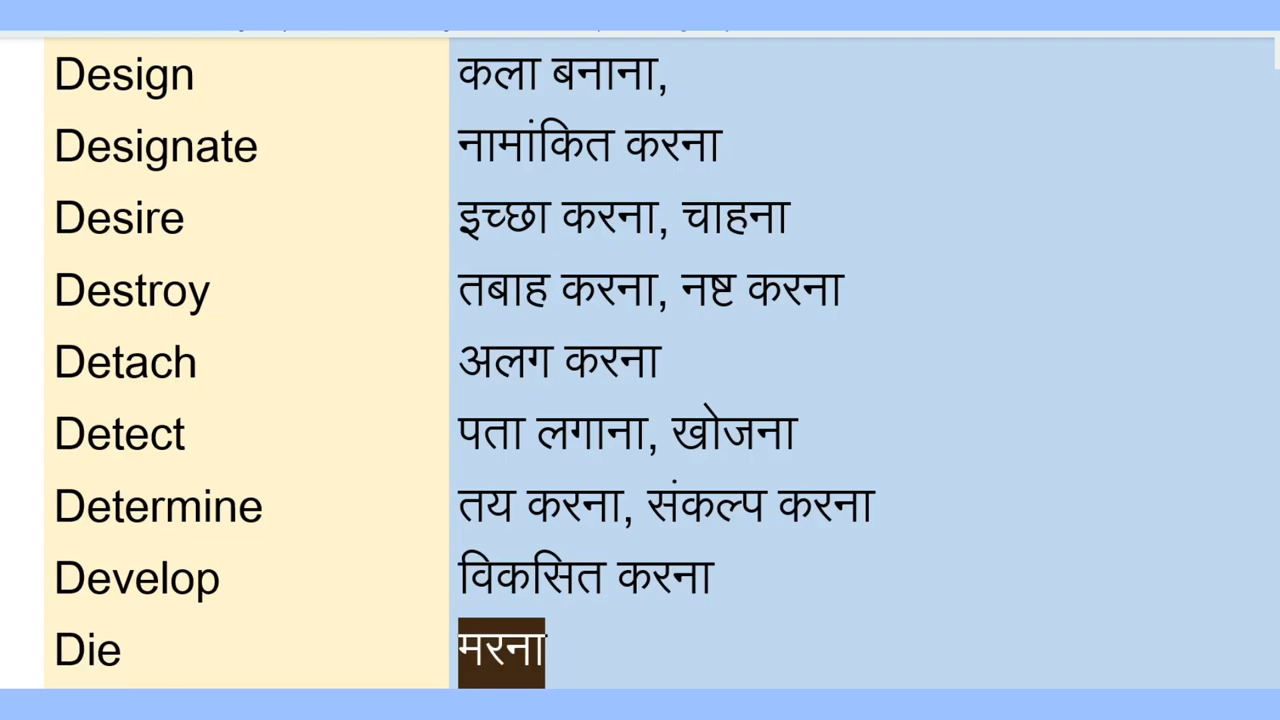 Design कला बनाना,
Designate नामांकित करना
Desire इच्छा करना, चाहना
Destroy तबाह करना, नष्ट करना
Detach अलग करना
Detect पता लगाना, खोजना
Determine तय करना, संकल्प करना
Develop विकसित करना
Die मरना